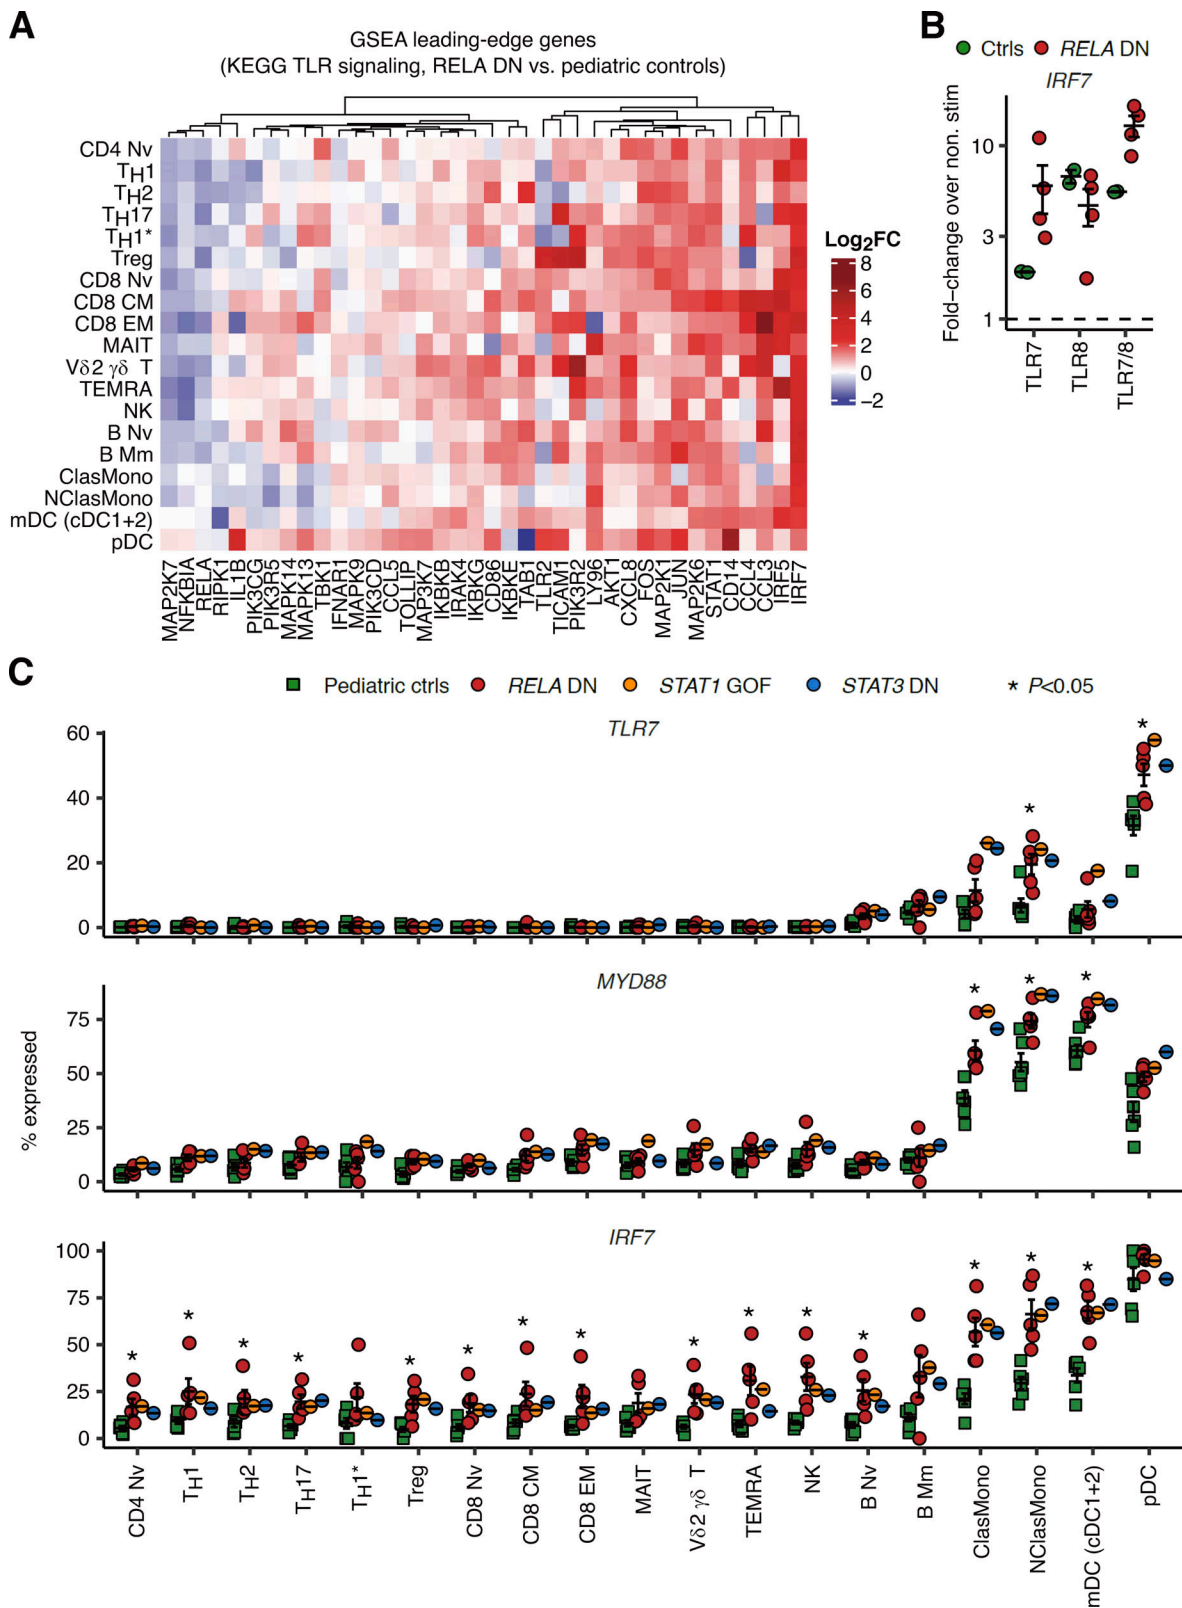 A
GSEA leading-edge genes
(KEGG TLR signaling, RELA DN vs. pediatric controls)
CD4 Nv
TH1
TH2
TH17
TH1*
Treg
CD8 Nv
CD8 CM
CD8 EM
MAIT
Vδ2 γδ T
TEMRA
NK
B Nv
B Mm
ClasMono
NClasMono
mDC (cDC1+2)
pDC
MAP2K7
NFKBIA
RELA
RIPK1
IL1B
PIK3CG
PIK3R5
MAPK14
MAPK13
TBK1
IFNAR1
MAPK9
PIK3CD
CCL5
TOLLIP
MAP3K7
IKBKB
IRAK4
IKBKG
CD86
IKBKE
TAB1
TLR2
TICAM1
PIK3R2
LY96
AKT1
CXCL8
FOS
MAP2K1
JUN
MAP2K6
STAT1
CD14
CCL4
CCL3
IRF5
IRF7
Log2FC
8
6
4
2
0
−2
B
Ctrls RELA DN
IRF7
Fold−change over non. stim
10
3
1
TLR7
TLR8
TLR7/8
C
Pediatric ctrls RELA DN STAT1 GOF STAT3 DN * P<0.05
% expressed
TLR7
60
40
20
0
* *
MYD88
75
50
25
0
* * *
IRF7
100
75
50
25
0
* * * * * * * * * * * * * * *
CD4 Nv
TH1
TH2
TH17
TH1*
Treg
CD8 Nv
CD8 CM
CD8 EM
MAIT
Vδ2 γδ T
TEMRA
NK
B Nv
B Mm
ClasMono
NClasMono
mDC (cDC1+2)
pDC